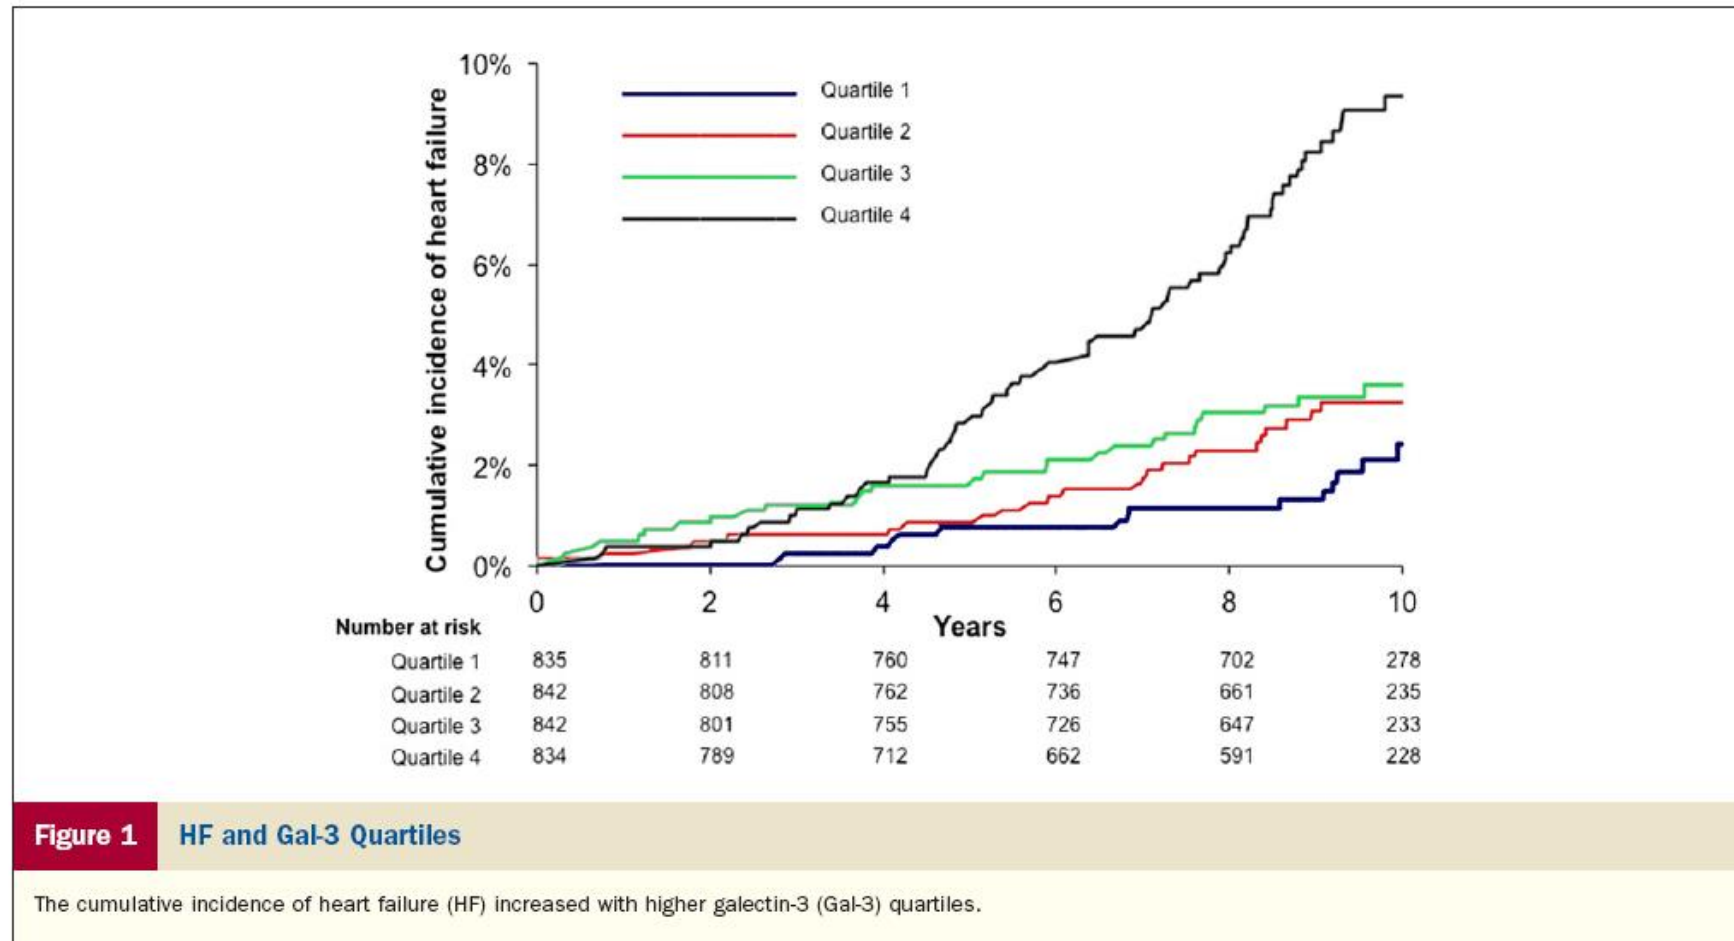 10%
8%
6%
4%
2%
0%
Cumulative incidence of heart failure
Quartile 1
Quartile 2
Quartile 3
Quartile 4
0 2 4 6 8 10
Years
Number at risk
Quartile 1 835 811 760 747 702 278
Quartile 2 842 808 762 736 661 235
Quartile 3 842 801 755 726 647 233
Quartile 4 834 789 712 662 591 228
Figure 1 HF and Gal-3 Quartiles
The cumulative incidence of heart failure (HF) increased with higher galectin-3 (Gal-3) quartiles.